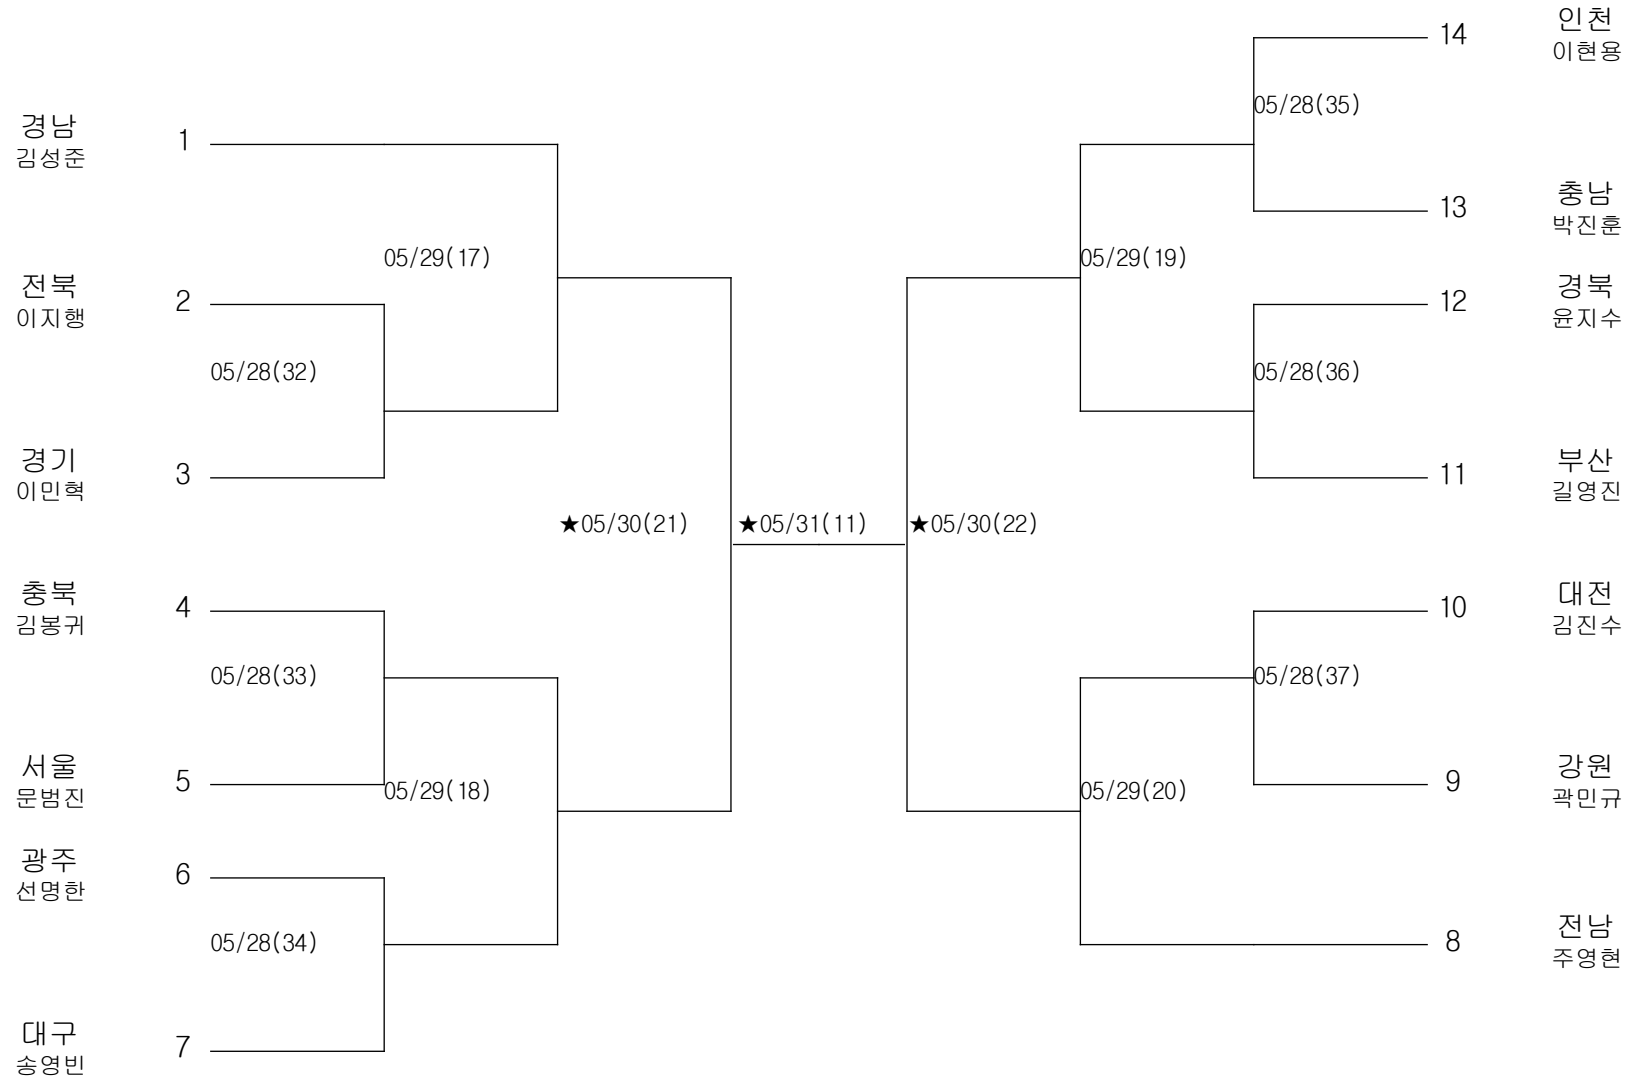 경남
김성준
1
전북
이지행
2
경기
이민혁
3
충북
김봉귀
4
서울
문범진
5
광주
선명한
6
대구
송영빈
7
05/28(32)
05/28(33)
05/28(34)
05/29(17)
05/29(18)
★05/30(21)
★05/31(11)
★05/30(22)
05/29(19)
05/29(20)
05/28(35)
05/28(36)
05/28(37)
14
인천
이현용
13
충남
박진훈
12
경북
윤지수
11
부산
길영진
10
대전
김진수
9
강원
곽민규
8
전남
주영현